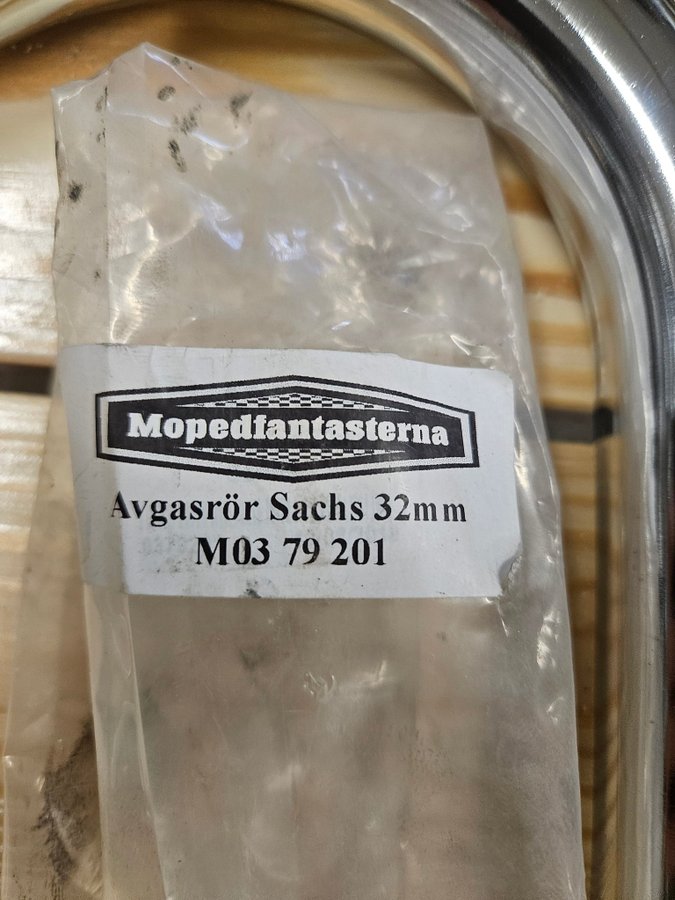 Mopedfantasterna
Avgasrör Sachs 32mm
M03 79 201